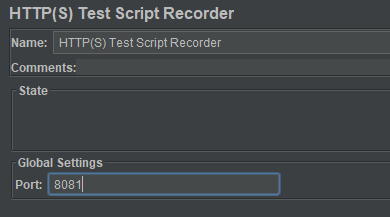 HTTP(S) Test Script Recorder
Name: HTTP(S) Test Script Recorder
Comments:
State
Global Settings
Port: 8081